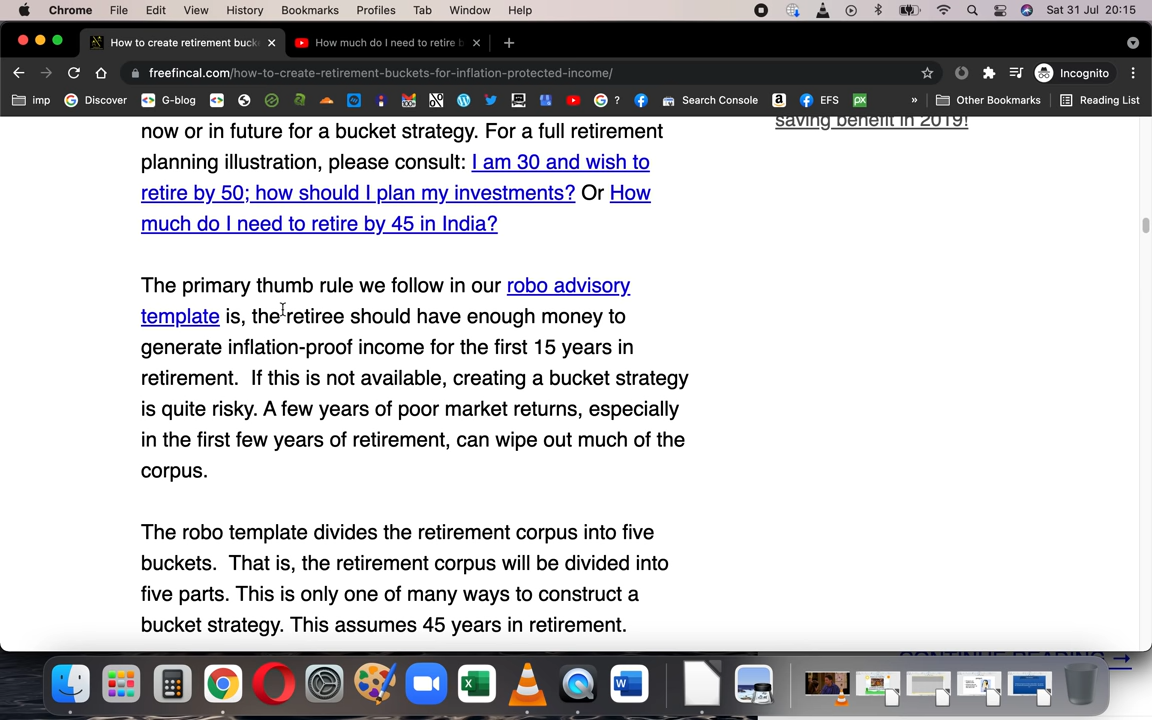 Chrome File Edit View History Bookmarks Profiles Tab Window Help Sat 31 Jul 20:15
How to create retirement buck How much do I need to retire b
freefincal.com/how-to-create-retirement-buckets-for-inflation-protected-income/ Incognito
imp Discover G-blog G ? Search Console EFS PX » Other Bookmarks Reading List
now or in future for a bucket strategy. For a full retirement
planning illustration, please consult: I am 30 and wish to
retire by 50; how should I plan my investments? Or How
much do I need to retire by 45 in India?
saving benefit in 2019!
The primary thumb rule we follow in our robo advisory
template is, the retiree should have enough money to
generate inflation-proof income for the first 15 years in
retirement. If this is not available, creating a bucket strategy
is quite risky. A few years of poor market returns, especially
in the first few years of retirement, can wipe out much of the
corpus.
The robo template divides the retirement corpus into five
buckets. That is, the retirement corpus will be divided into
five parts. This is only one of many ways to construct a
bucket strategy. This assumes 45 years in retirement.
CONTINUE READING →